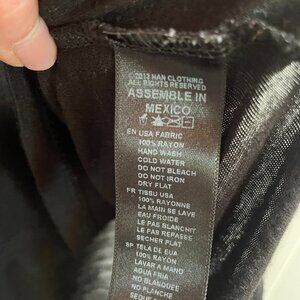 ©2013 HAN CLOTHING
ALL RIGHTS RESERVED
ASSEMBLE IN
MEXICO
EN USA FABRIC
100% RAYON
HAND WASH
COLD WATER
DO NOT BLEACH
DO NOT IRON
DRY FLAT
FR TISSU USA
100% RAYONNE
LA MAIN SE LAVE
EAU FROIDE
LE PAS BLANCHIT
LE PAS REPASSE
SECHER PLAT
SP TELA DE EUA
100% RAYON
LAVAR A MANO
AGUA FRIA
NO BLANQUEAR
NO PLANCHE